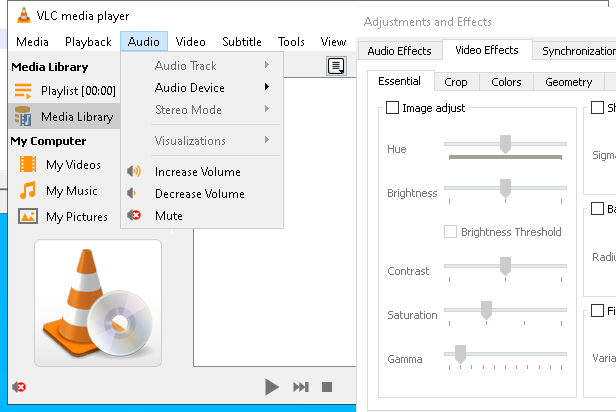 VLC media player
Media Playback Audio Video Subtitle Tools View
Media Library
Playlist [00:00]
Media Library
My Computer
My Videos
My Music
My Pictures
Audio Track
Audio Device
Stereo Mode
Visualizations
Increase Volume
Decrease Volume
Mute
Adjustments and Effects
Audio Effects Video Effects Synchronization
Essential Crop Colors Geometry
Image adjust
Hue
Brightness
Brightness Threshold
Contrast
Saturation
Gamma
Sh
Sigm
Ba
Radiu
Fi
Varia